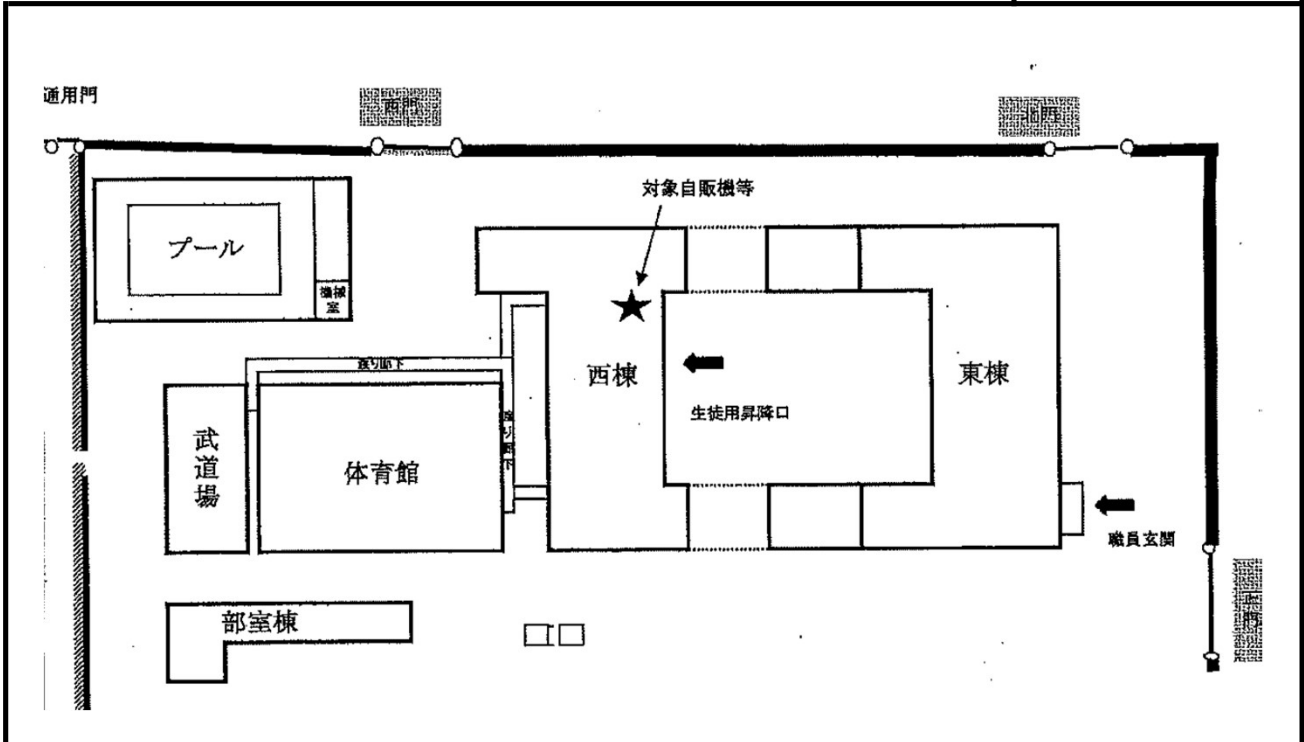 通用門
西門
対象自販機等
プール
機械
室
渡り廊下
西棟
東棟
生徒用昇降口
武道場
体育館
渡り廊下
職員玄関
部室棟